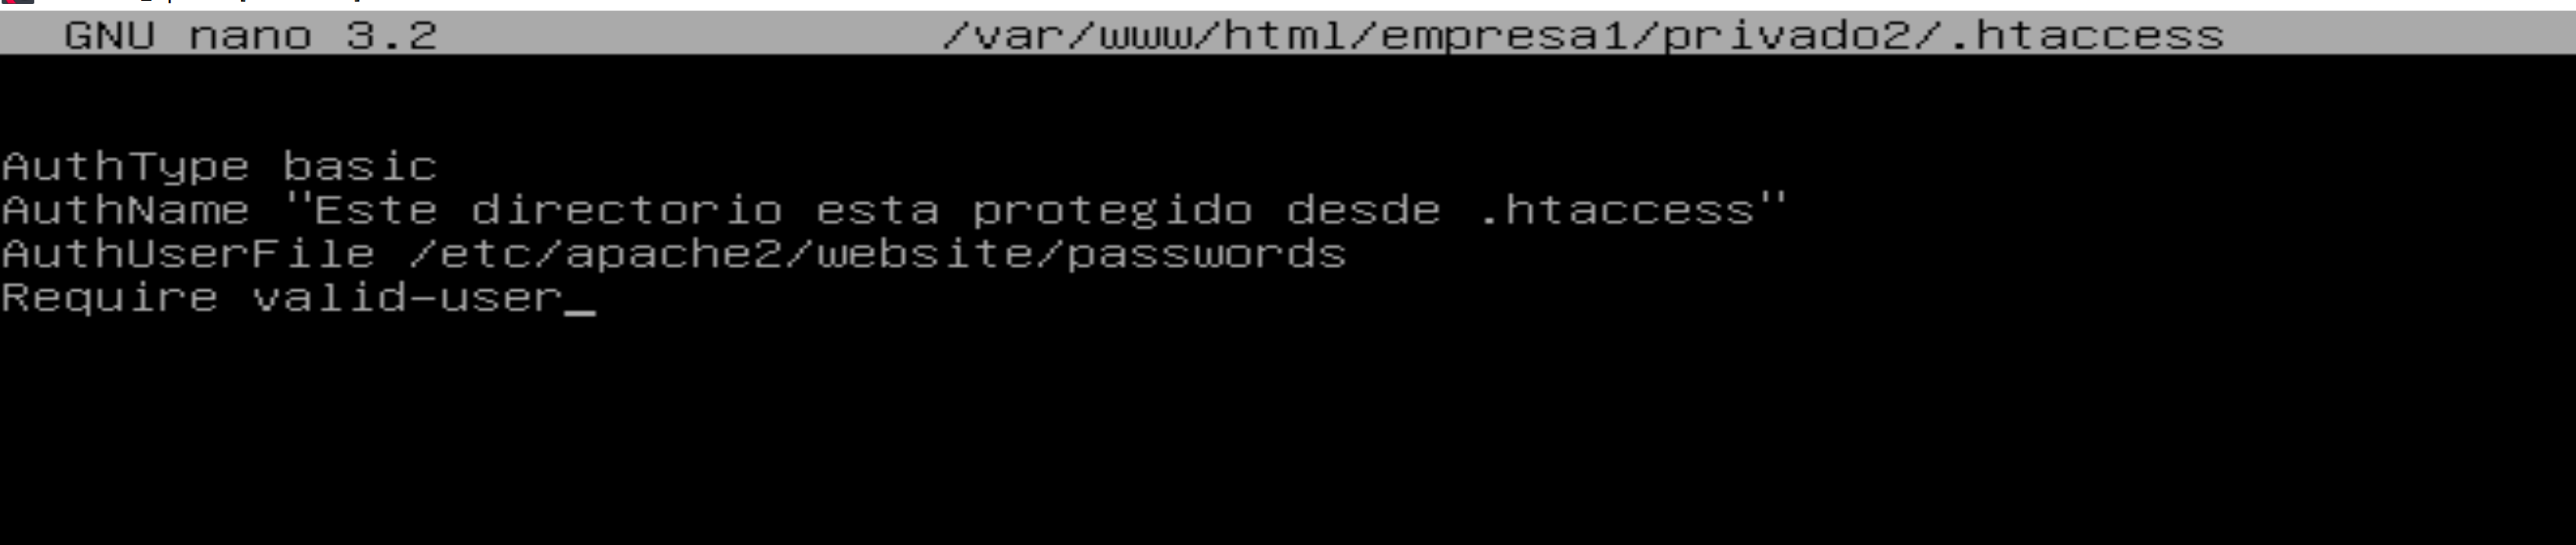 GNU nano 3.2 /var/www/html/empresa1/privado2/.htaccess
AuthType basic
AuthName "Este directorio esta protegido desde .htaccess"
AuthUserFile /etc/apache2/website/passwords
Require valid-user